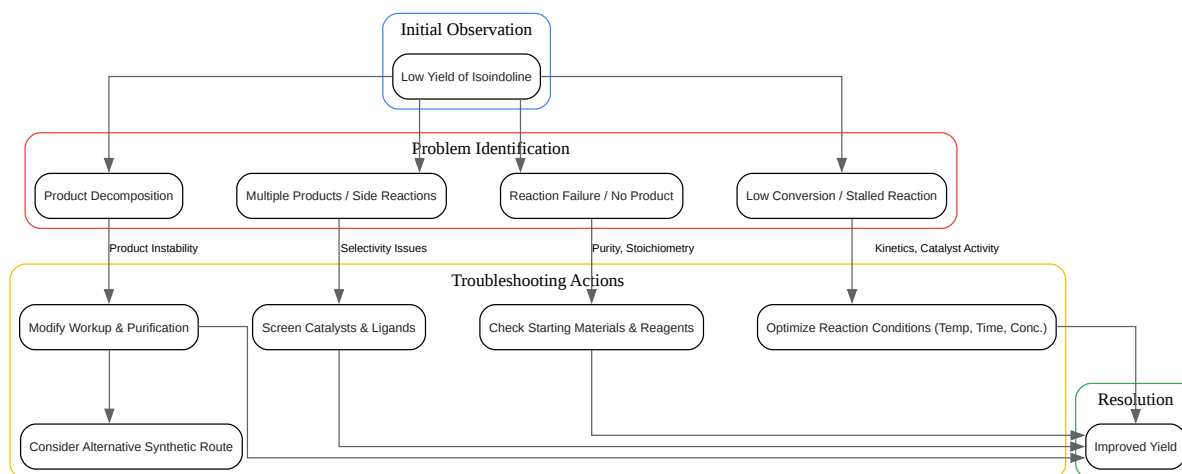 Initial Observation
Low Yield of Isoindoline
Problem Identification
Product Decomposition
Multiple Products / Side Reactions
Reaction Failure / No Product
Low Conversion / Stalled Reaction
Product Instability
Selectivity Issues
Purity, Stoichiometry
Kinetics, Catalyst Activity
Troubleshooting Actions
Modify Workup & Purification
Screen Catalysts & Ligands
Check Starting Materials & Reagents
Optimize Reaction Conditions (Temp, Time, Conc.)
Resolution
Consider Alternative Synthetic Route
Improved Yield